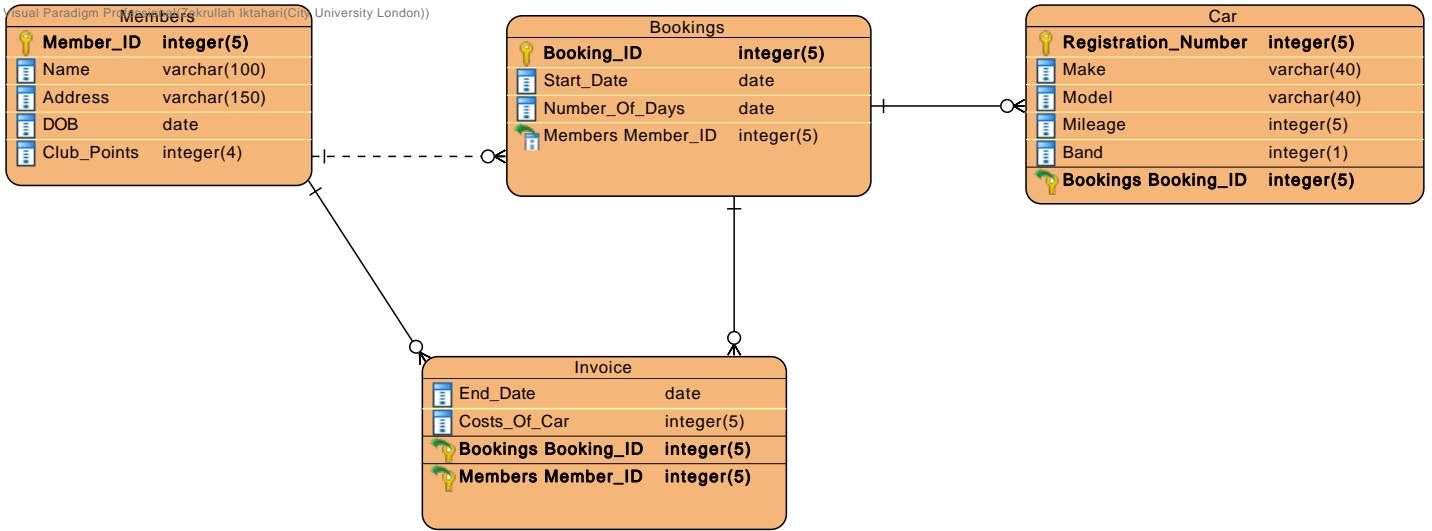 Visual Paradigm Professional(Zakrullah Iktahari(City University London))
Members
Member_ID integer(5)
Name varchar(100)
Address varchar(150)
DOB date
Club_Points integer(4)
Bookings
Booking_ID integer(5)
Start_Date date
Number_Of_Days date
Members Member_ID integer(5)
Car
Registration_Number integer(5)
Make varchar(40)
Model varchar(40)
Mileage integer(5)
Band integer(1)
Bookings Booking_ID integer(5)
Invoice
End_Date date
Costs_Of_Car integer(5)
Bookings Booking_ID integer(5)
Members Member_ID integer(5)